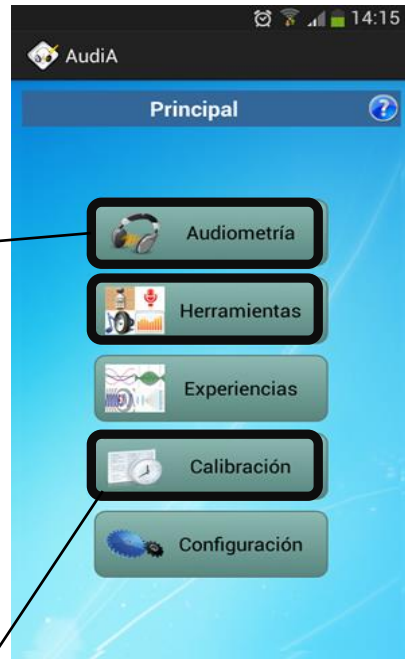 14:15
AudiA
Principal
?
Audiometría
Herramientas
Experiencias
Calibración
Configuración